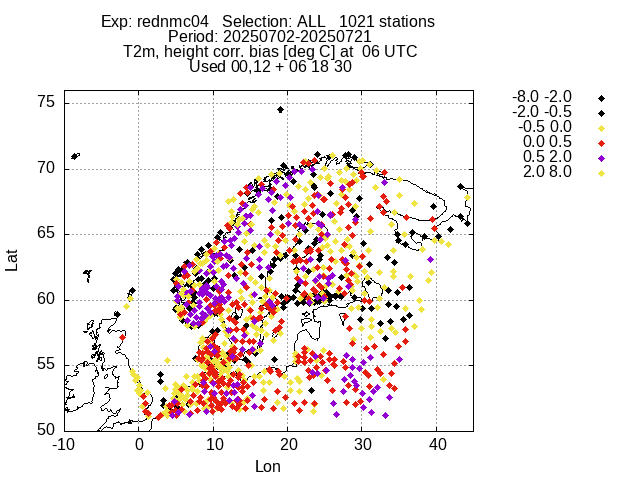 Exp: rednmc04   Selection: ALL   1021 stations
Period: 20250702-20250721
T2m, height corr. bias [deg C] at  06 UTC
Used 00,12 + 06 18 30
-8.0 -2.0
-2.0 -0.5
-0.5 0.0
0.0 0.5
0.5 2.0
2.0 8.0
75
70
65
60
55
50
Lat
-10 0 10 20 30 40
Lon